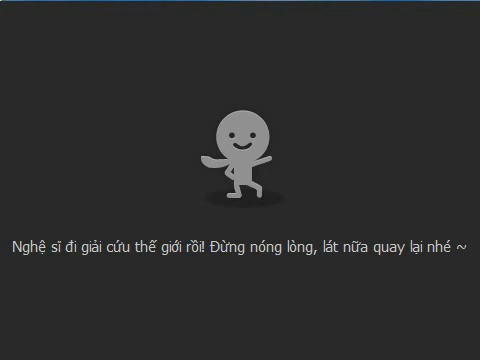 Nghệ sĩ đi giải cứu thế giới rồi! Đừng nóng lòng, lát nữa quay lại nhé ~